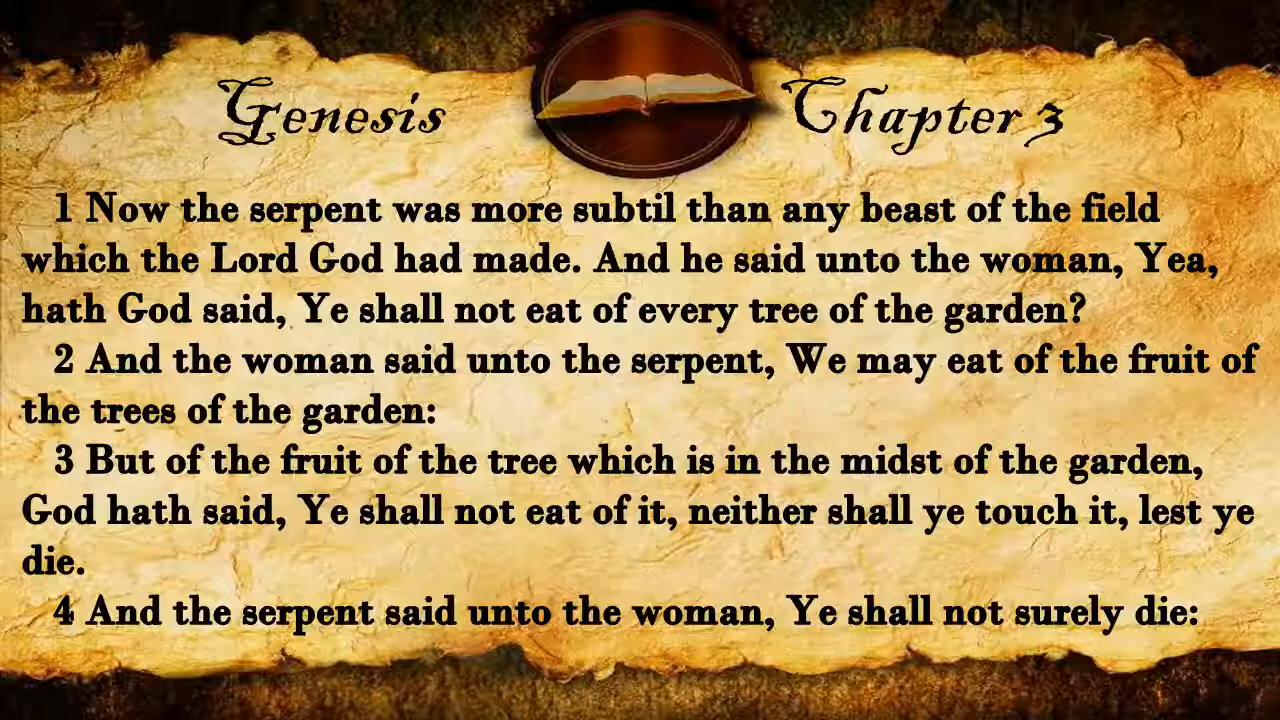 Genesis Chapter 3
1 Now the serpent was more subtil than any beast of the field
which the Lord God had made. And he said unto the woman, Yea,
hath God said, Ye shall not eat of every tree of the garden?
2 And the woman said unto the serpent, We may eat of the fruit of
the trees of the garden:
3 But of the fruit of the tree which is in the midst of the garden,
God hath said, Ye shall not eat of it, neither shall ye touch it, lest ye
die.
4 And the serpent said unto the woman, Ye shall not surely die: